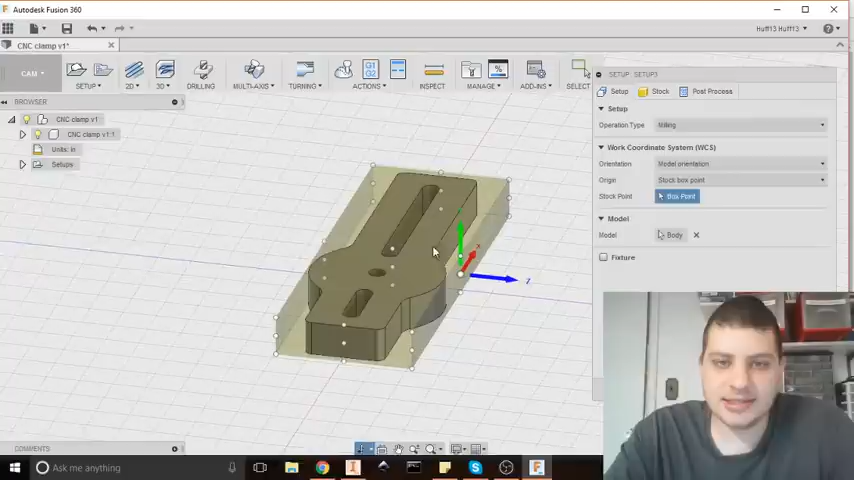 Autodesk Fusion 360
Huff13 Huff13
CNC clamp v1*
CAM
SETUP
2D
3D
DRILLING
MULTI-AXIS
TURNING
G1
G2
ACTIONS
INSPECT
MANAGE
ADD-INS
SELECT
BROWSER
CNC clamp v1
CNC clamp v1:1
Units: in
Setups
SETUP : SETUP3
Setup
Stock
Post Process
Setup
Operation Type
Milling
Work Coordinate System (WCS)
Orientation
Model orientation
Origin
Stock box point
Stock Point
Box Point
Model
Model
Body
Fixture
X
Z
COMMENTS
Ask me anything